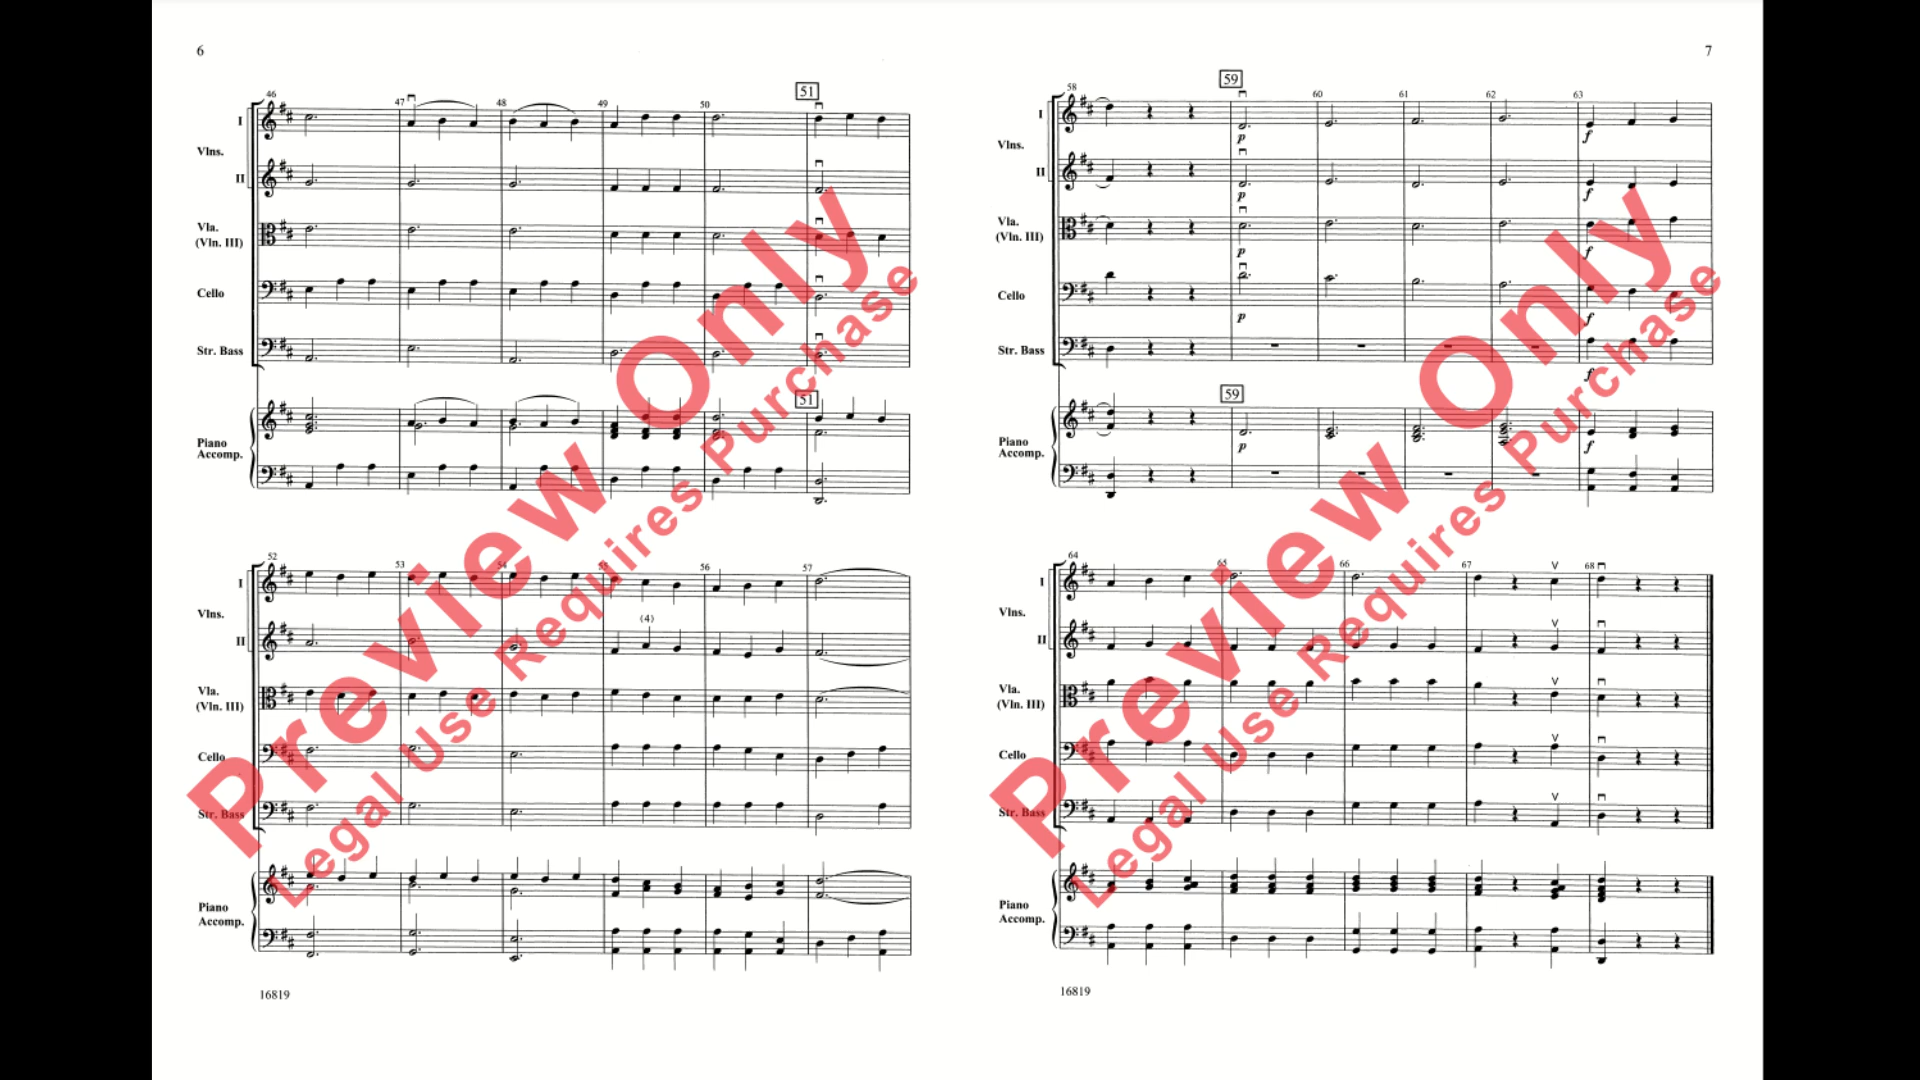 6
46
47
48
49
50
51
I
Vlns.
II
Vla.
(Vln. III)
Cello
Str. Bass
51
Piano
Accomp.
52
53
54
55
56
57
I
Vlns.
II
(4)
Vla.
(Vln. III)
Cello
Str. Bass
Piano
Accomp.
16819
7
58
59
60
61
62
63
I
Vlns.
p
f
II
p
f
Vla.
(Vln. III)
p
f
Cello
p
f
Str. Bass
f
59
Piano
Accomp.
p
f
64
65
66
67
68
I
Vlns.
II
Vla.
(Vln. III)
Cello
Str. Bass
Piano
Accomp.
16819
Preview Only
Legal Use Requires Purchase
Preview Only
Legal Use Requires Purchase